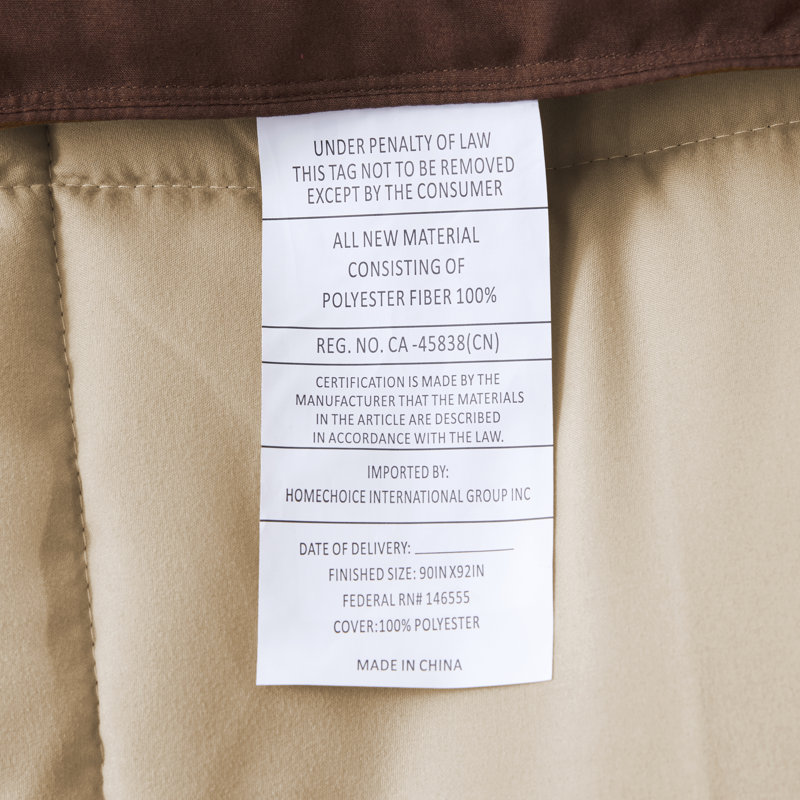 UNDER PENALTY OF LAW
THIS TAG NOT TO BE REMOVED
EXCEPT BY THE CONSUMER
ALL NEW MATERIAL
CONSISTING OF
POLYESTER FIBER 100%
REG. NO. CA -45838(CN)
CERTIFICATION IS MADE BY THE
MANUFACTURER THAT THE MATERIALS
IN THE ARTICLE ARE DESCRIBED
IN ACCORDANCE WITH THE LAW.
IMPORTED BY:
HOMECHOICE INTERNATIONAL GROUP INC
DATE OF DELIVERY: ____________
FINISHED SIZE: 90IN X92IN
FEDERAL RN# 146555
COVER:100% POLYESTER
MADE IN CHINA